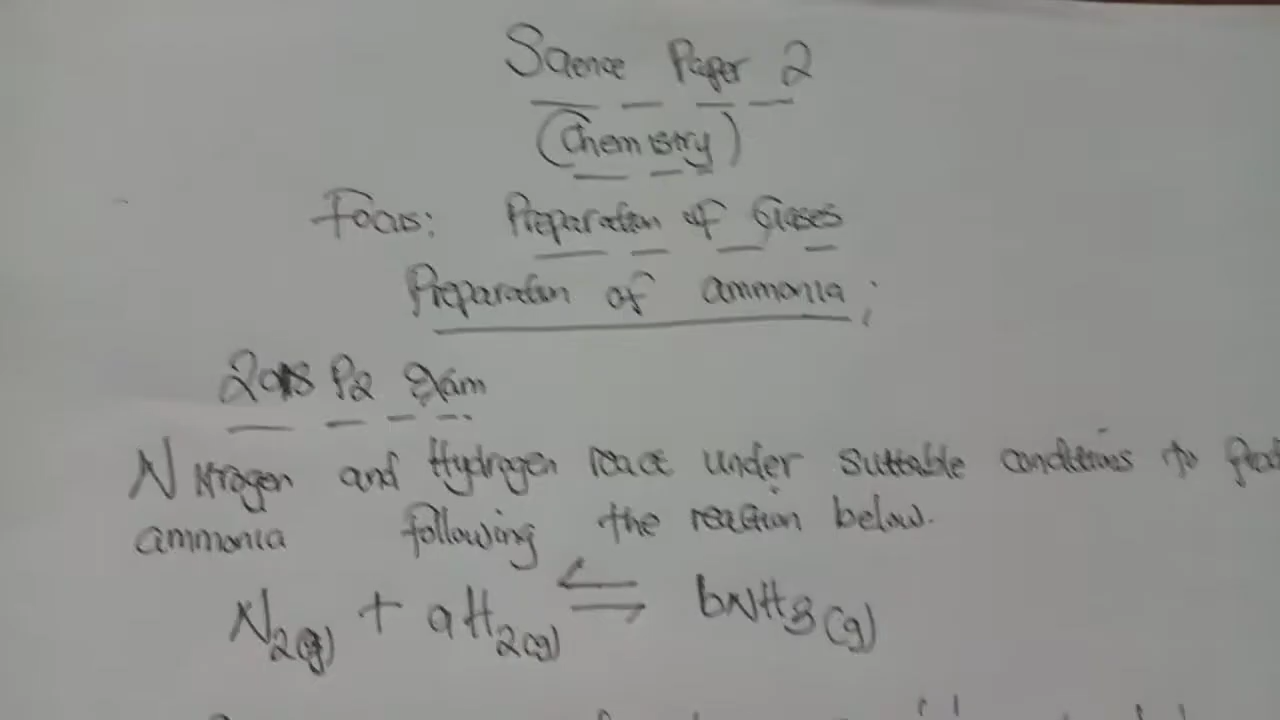 Science Paper 2
(Chemistry)
Focus: Preparation of Gases
Preparation of ammonia;
2018 P2 Exam
Nitrogen and Hydrogen react under suitable conditions to
ammonia following the reaction below.
N2(g) + aH2(g) ⇌ bNH3(g)